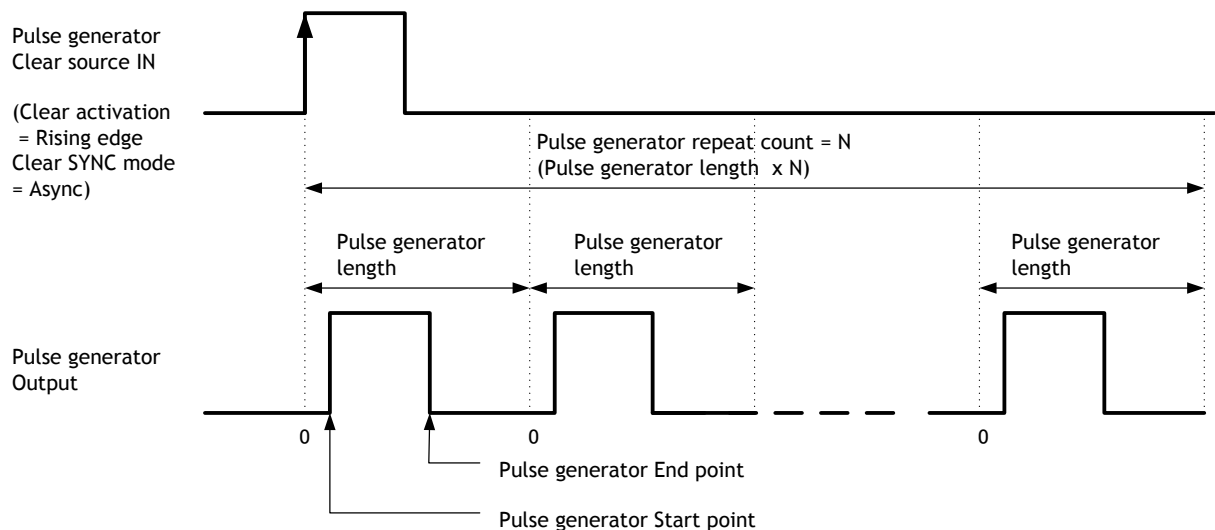 Pulse generator
Clear source IN
(Clear activation
= Rising edge
Clear SYNC mode
= Async)
Pulse generator repeat count = N
(Pulse generator length x N)
Pulse generator
length
Pulse generator
length
Pulse generator
length
Pulse generator
Output
0
0
0
Pulse generator End point
Pulse generator Start point